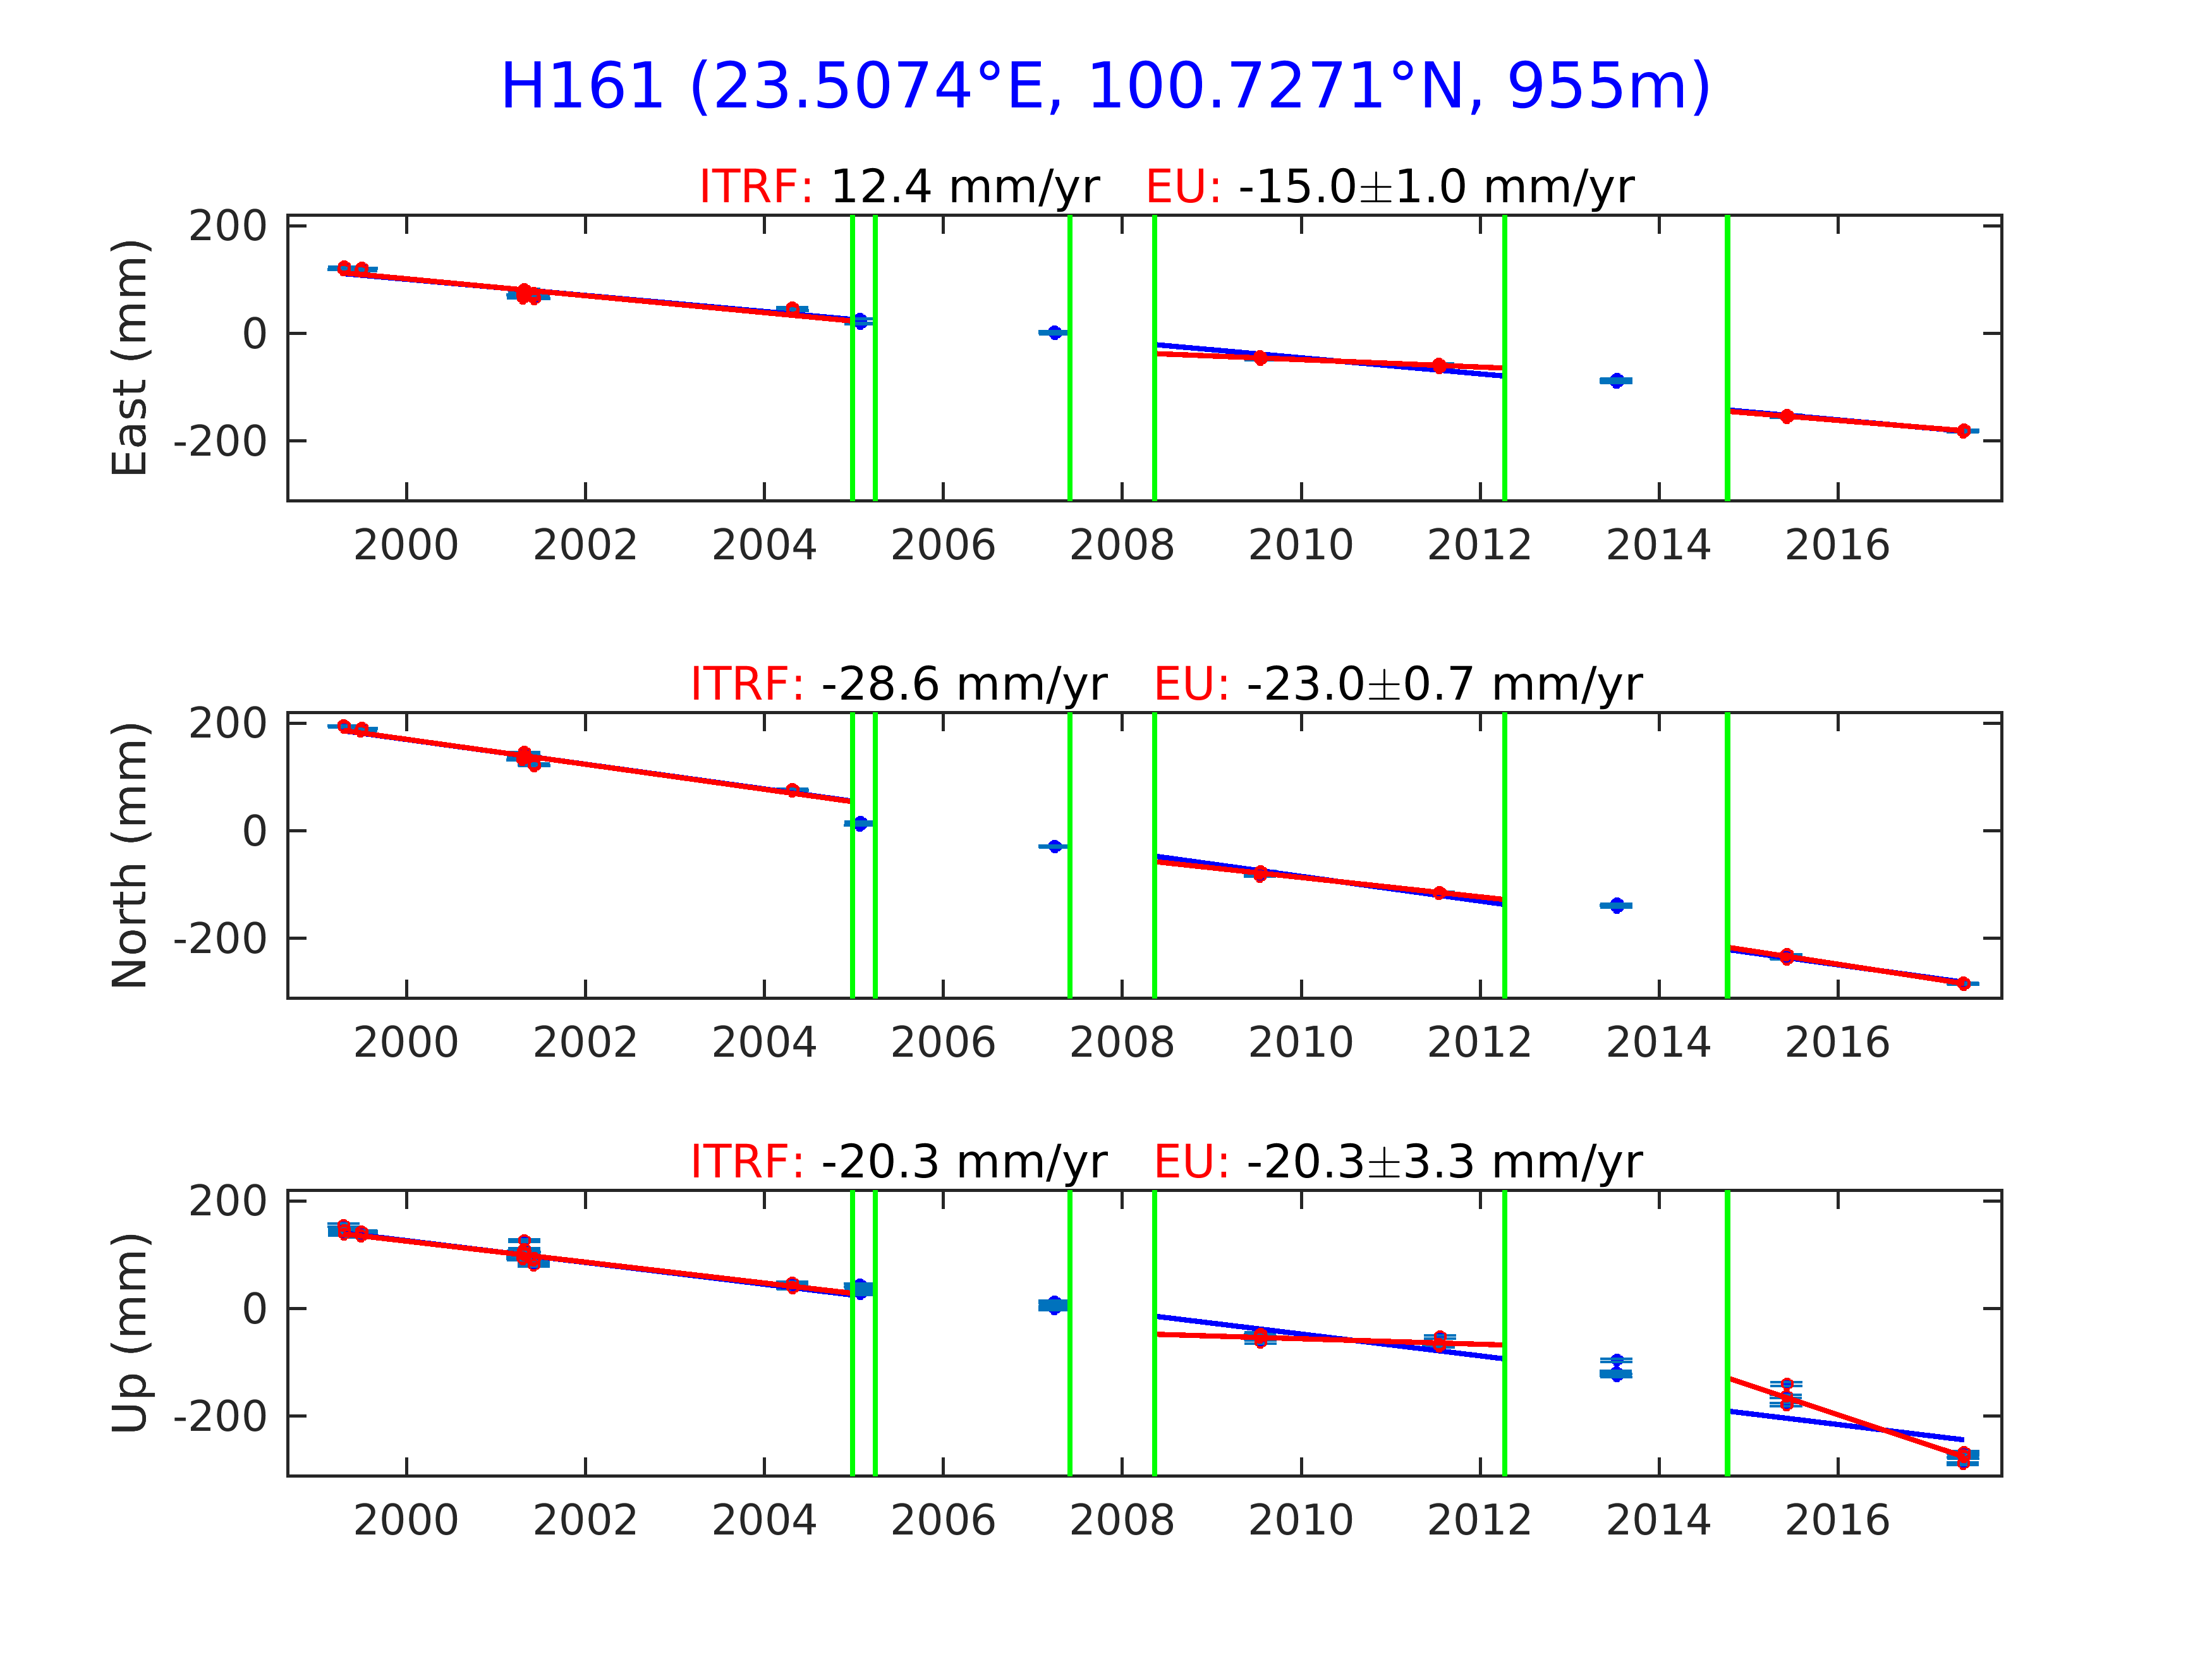 H161 (23.5074°E, 100.7271°N, 955m)
ITRF: 12.4 mm/yr EU: -15.0±1.0 mm/yr
East (mm)
200
0
-200
2000 2002 2004 2006 2008 2010 2012 2014 2016
ITRF: -28.6 mm/yr EU: -23.0±0.7 mm/yr
North (mm)
200
0
-200
2000 2002 2004 2006 2008 2010 2012 2014 2016
ITRF: -20.3 mm/yr EU: -20.3±3.3 mm/yr
Up (mm)
200
0
-200
2000 2002 2004 2006 2008 2010 2012 2014 2016